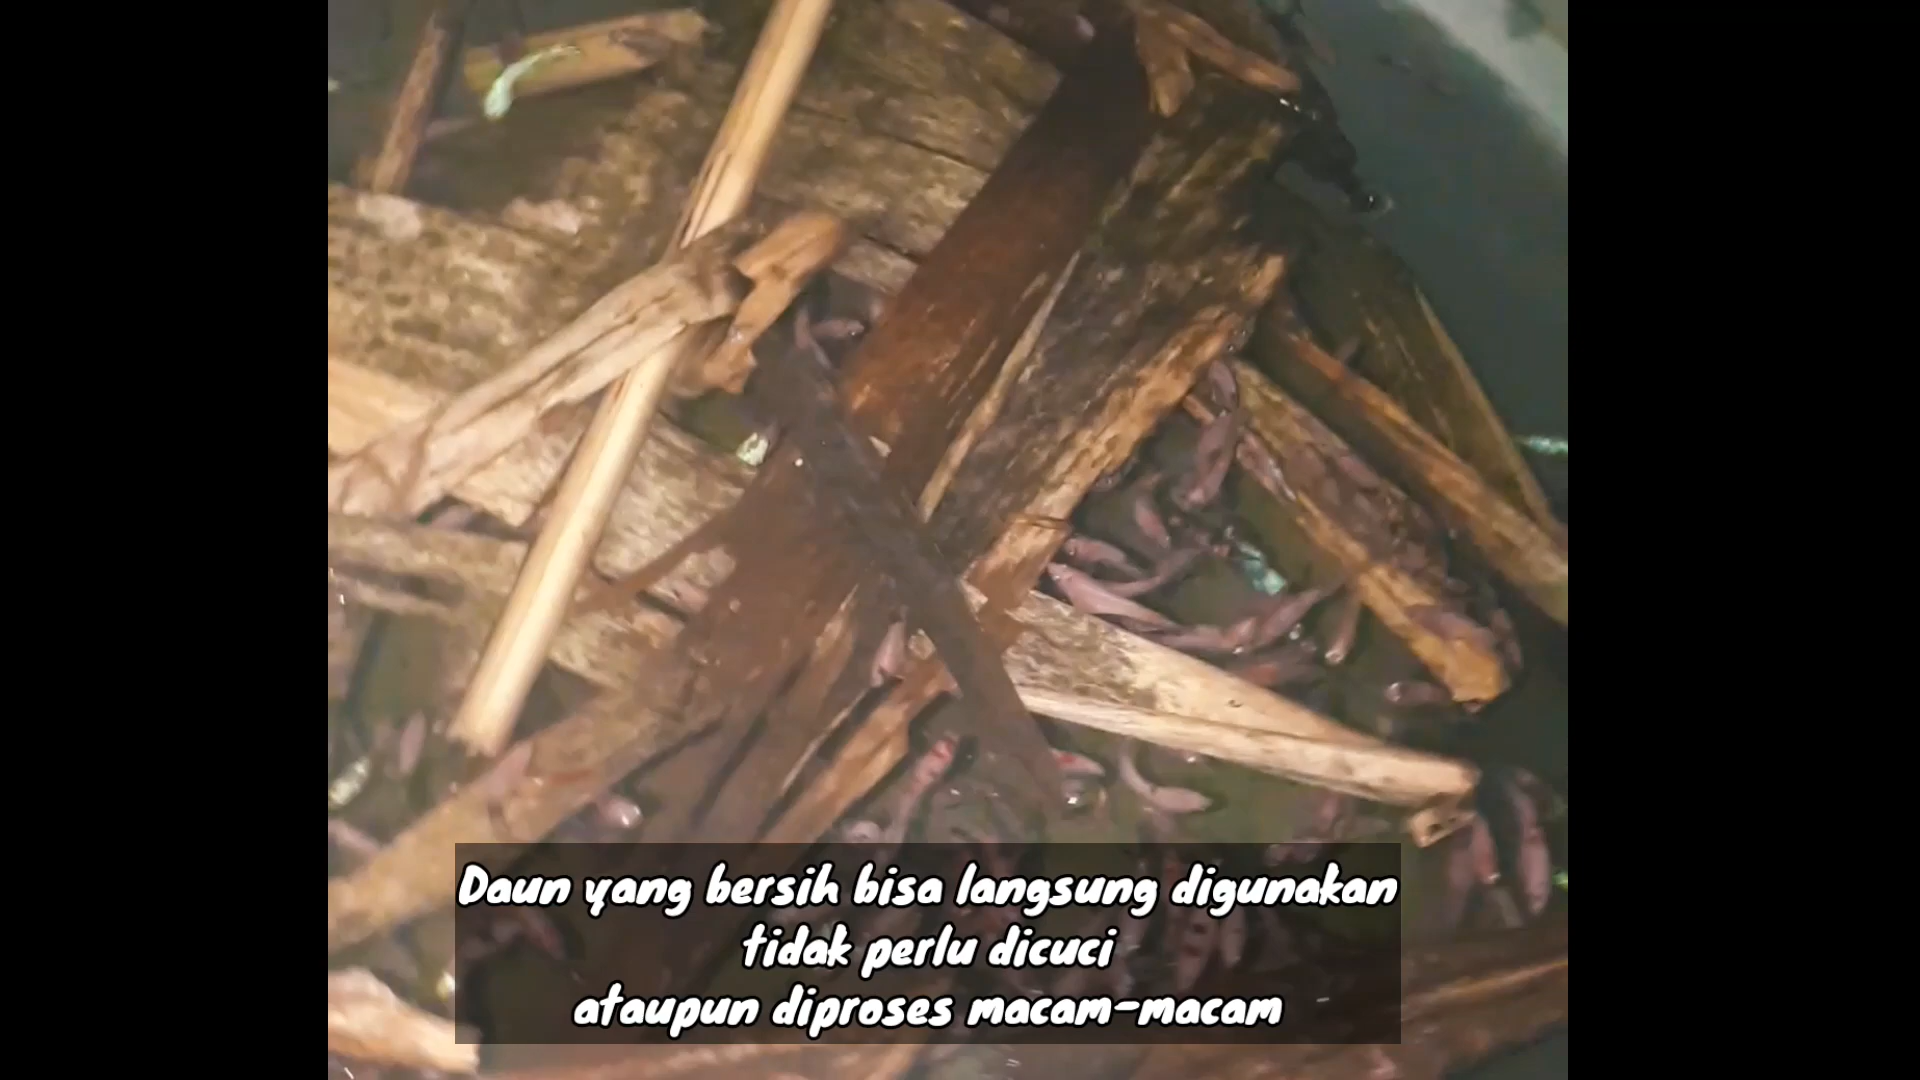 Daun yang bersih bisa langsung digunakan
tidak perlu dicuci
ataupun diproses macam-macam